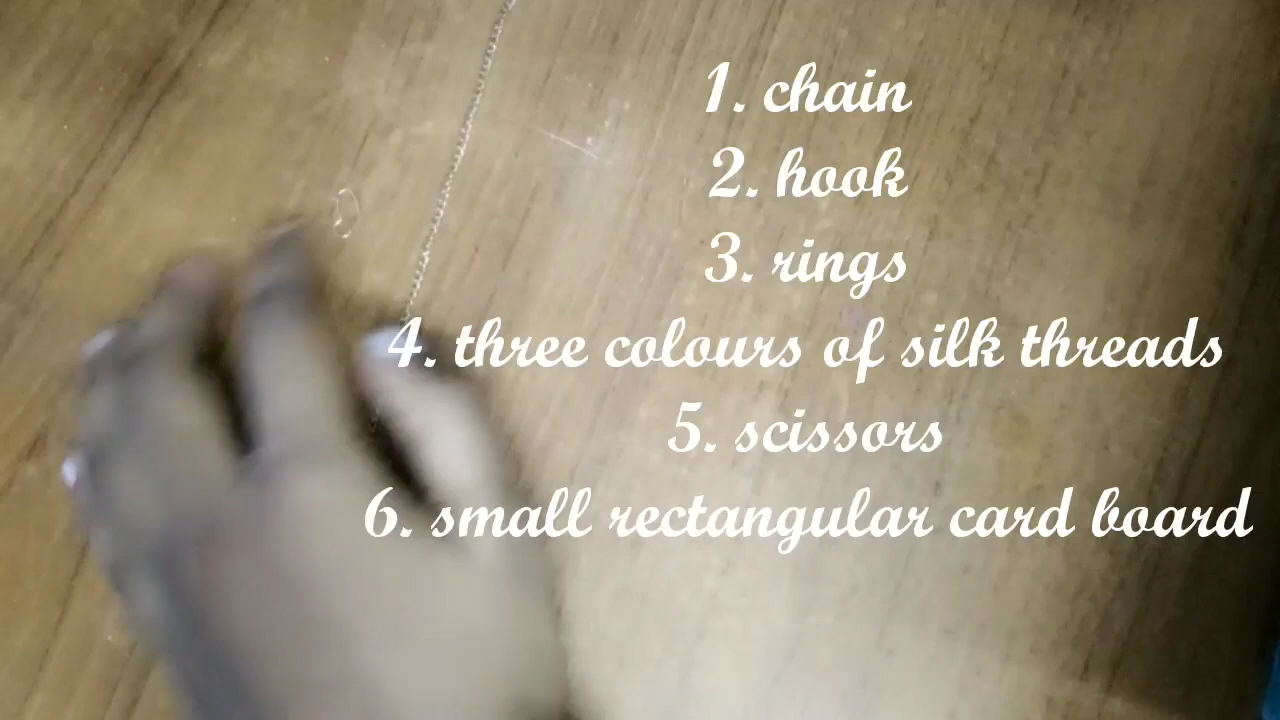 1. chain
2. hook
3. rings
4. three colours of silk threads
5. scissors
6. small rectangular card board